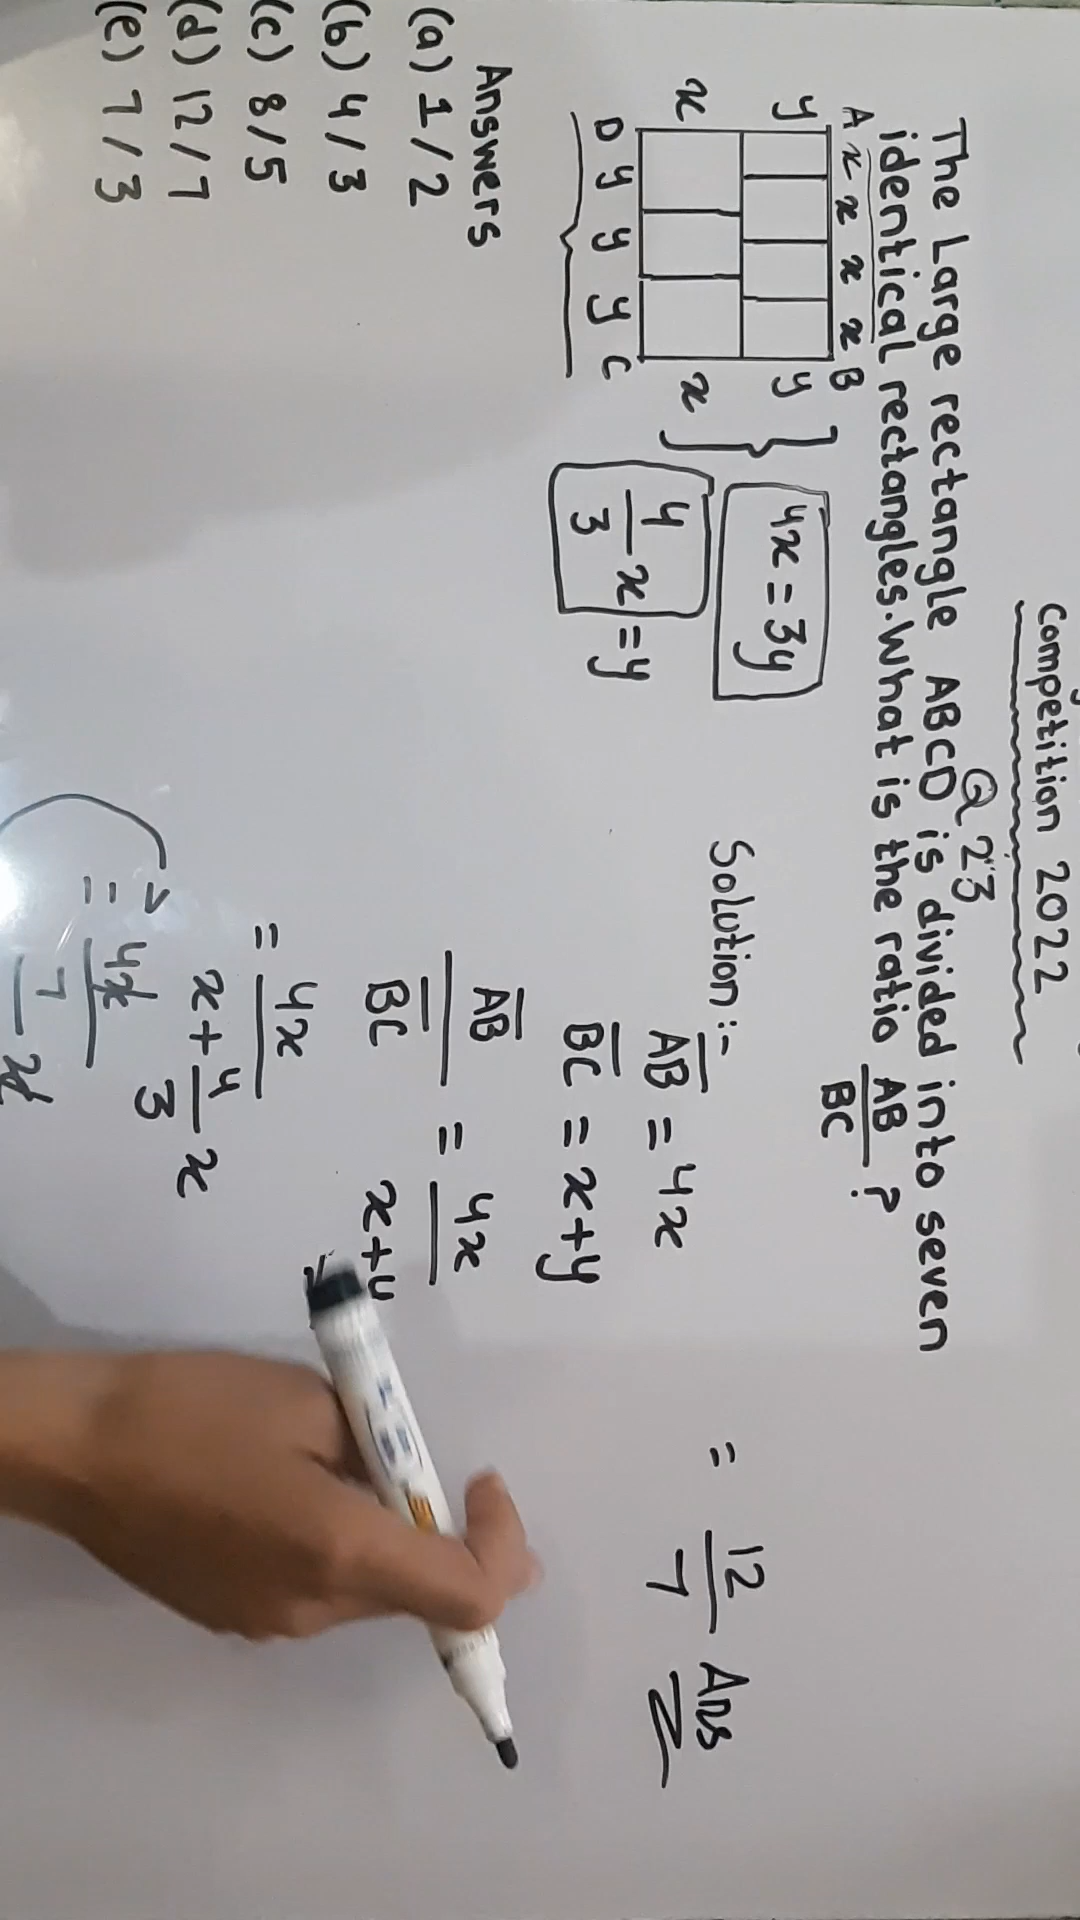 Competition 2022
Q 23
The Large rectangle ABCD is divided into seven
identical rectangles. What is the ratio AB/BC ?
A x x x x B
y y
x x
D y y y C
4x = 3y
4/3 x = y
Answers
(a) 1/2
(b) 4/3
(c) 8/5
(d) 12/7
(e) 7/3
Solution:-
AB = 4x
BC = x+y
AB/BC = 4x/x+y
= 4x/x+4/3 x
= 4x/7 x
= 12/7 Ans